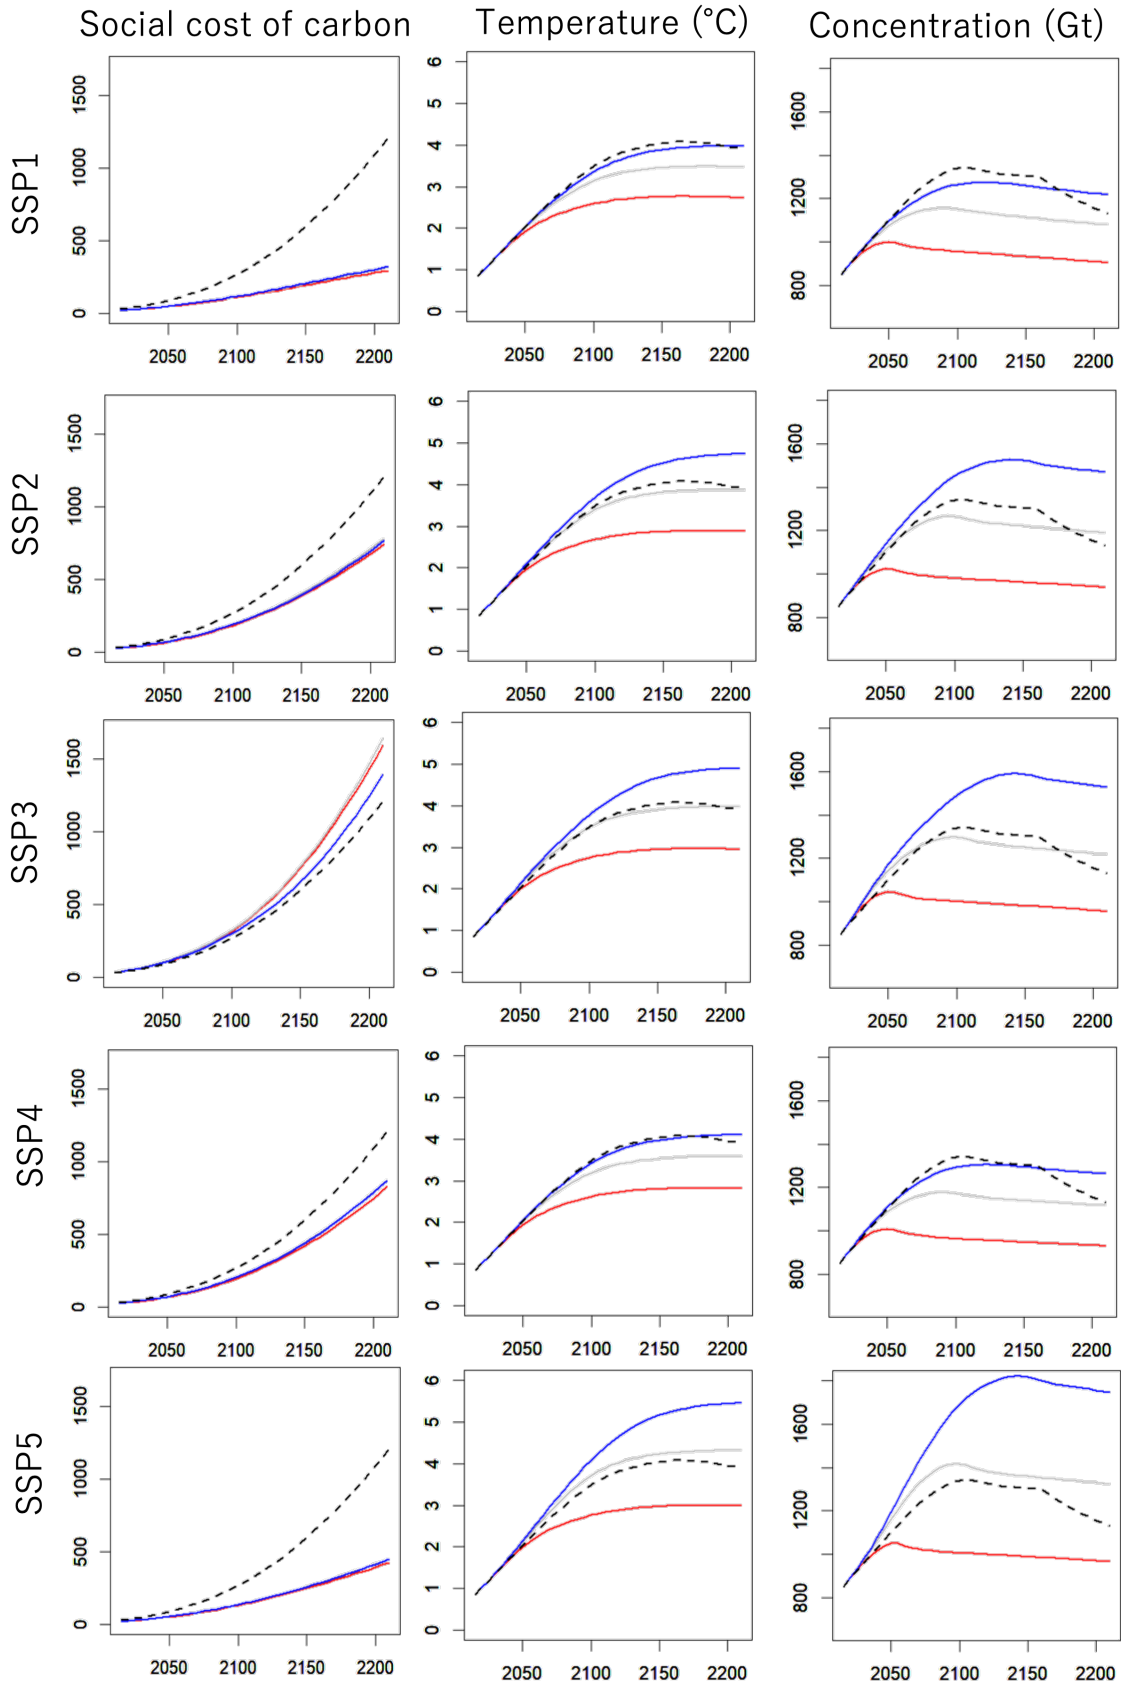 Social cost of carbon Temperature (°C) Concentration (Gt)
SSP1
0 500 1000 1500
2050 2100 2150 2200
0 1 2 3 4 5 6
2050 2100 2150 2200
800 1200 1600
2050 2100 2150 2200
SSP2
0 500 1000 1500
2050 2100 2150 2200
0 1 2 3 4 5 6
2050 2100 2150 2200
800 1200 1600
2050 2100 2150 2200
SSP3
0 500 1000 1500
2050 2100 2150 2200
0 1 2 3 4 5 6
2050 2100 2150 2200
800 1200 1600
2050 2100 2150 2200
SSP4
0 500 1000 1500
2050 2100 2150 2200
0 1 2 3 4 5 6
2050 2100 2150 2200
800 1200 1600
2050 2100 2150 2200
SSP5
0 500 1000 1500
2050 2100 2150 2200
0 1 2 3 4 5 6
2050 2100 2150 2200
800 1200 1600
2050 2100 2150 2200